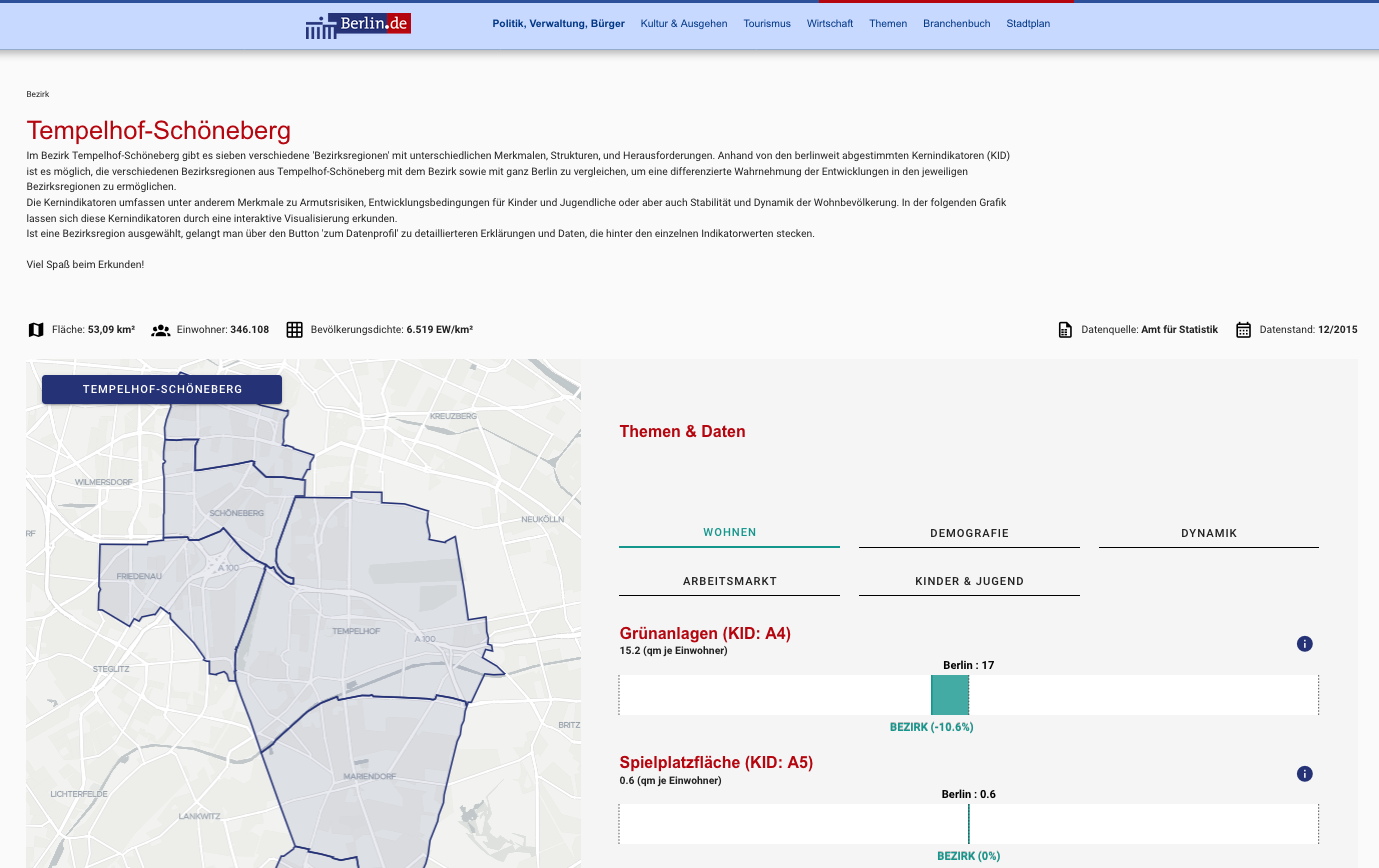 Berlin.de
Politik, Verwaltung, Bürger Kultur & Ausgehen Tourismus Wirtschaft Themen Branchenbuch Stadtplan
Bezirk
Tempelhof-Schöneberg
Im Bezirk Tempelhof-Schöneberg gibt es sieben verschiedene 'Bezirksregionen' mit unterschiedlichen Merkmalen, Strukturen, und Herausforderungen. Anhand von den berlinweit abgestimmten Kernindikatoren (KID)
ist es möglich, die verschiedenen Bezirksregionen aus Tempelhof-Schöneberg mit dem Bezirk sowie mit ganz Berlin zu vergleichen, um eine differenzierte Wahrnehmung der Entwicklungen in den jeweiligen
Bezirksregionen zu ermöglichen.
Die Kernindikatoren umfassen unter anderem Merkmale zu Armutsrisiken, Entwicklungsbedingungen für Kinder und Jugendliche oder aber auch Stabilität und Dynamik der Wohnbevölkerung. In der folgenden Grafik
lassen sich diese Kernindikatoren durch eine interaktive Visualisierung erkunden.
Ist eine Bezirksregion ausgewählt, gelangt man über den Button 'zum Datenprofil' zu detaillierteren Erklärungen und Daten, die hinter den einzelnen Indikatorwerten stecken.
Viel Spaß beim Erkunden!
Fläche: 53,09 km² Einwohner: 346.108 Bevölkerungsdichte: 6.519 EW/km² Datenquelle: Amt für Statistik Datenstand: 12/2015
TEMPELHOF-SCHÖNEBERG
KREUZBERG
WILMERSDORF
SCHÖNEBERG
NEUKÖLLN
RF
FRIEDENAU
A 100
TEMPELHOF
A 100
STEGLITZ
BRITZ
MARIENDORF
LICHTERFELDE
LANKWITZ
Themen & Daten
WOHNEN DEMOGRAFIE DYNAMIK
ARBEITSMARKT KINDER & JUGEND
Grünanlagen (KID: A4)
15.2 (qm je Einwohner)
Berlin : 17
BEZIRK (-10.6%)
Spielplatzfläche (KID: A5)
0.6 (qm je Einwohner)
Berlin : 0.6
BEZIRK (0%)